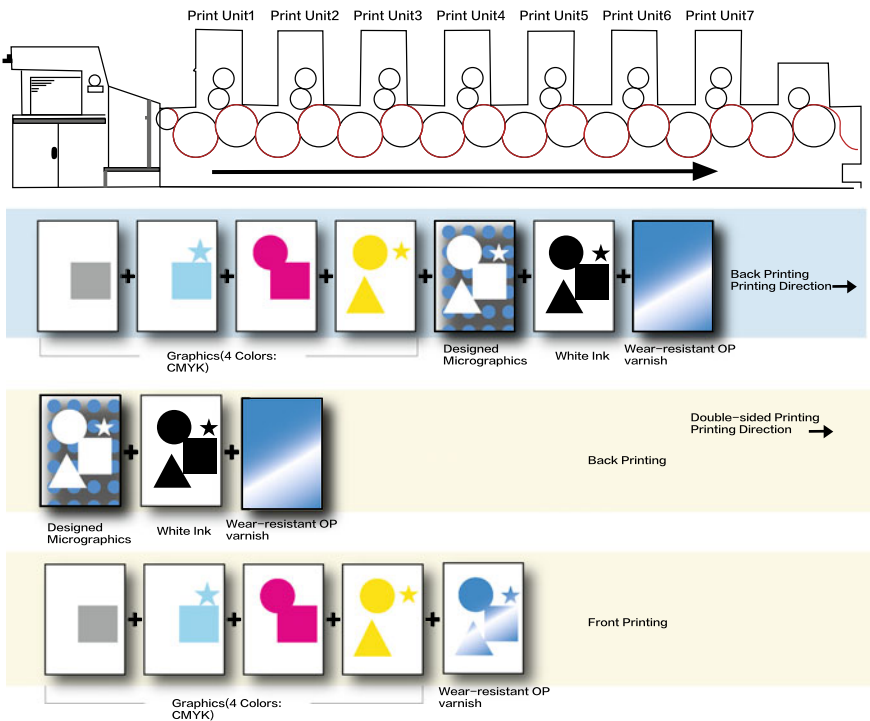 Print Unit1 Print Unit2 Print Unit3 Print Unit4 Print Unit5 Print Unit6 Print Unit7
Back Printing
Printing Direction
Graphics(4 Colors:
CMYK)
Designed
Micrographics
White Ink
Wear-resistant OP
varnish
Double-sided Printing
Printing Direction
Back Printing
Designed
Micrographics
White Ink
Wear-resistant OP
varnish
Front Printing
Graphics(4 Colors:
CMYK)
Wear-resistant OP
varnish